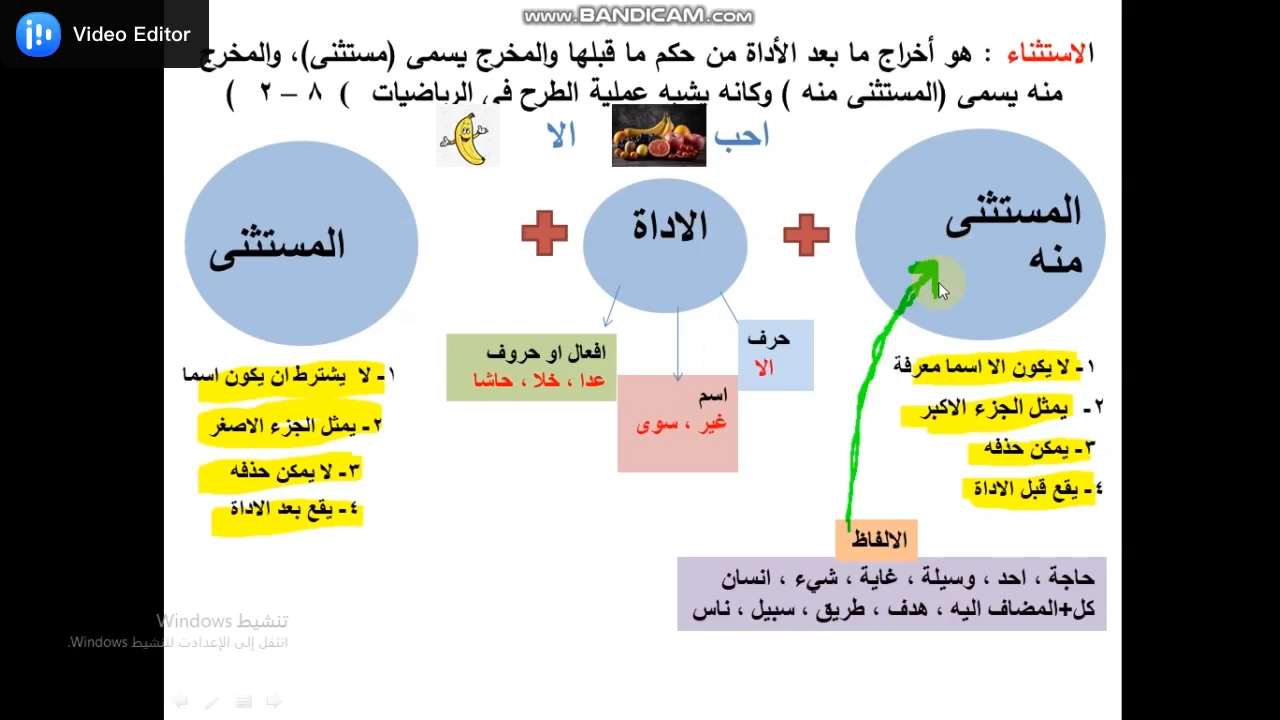 www.BANDICAM.com
Video Editor
الاستثناء : هو أخراج ما بعد الأداة من حكم ما قبلها والمخرج يسمى (مستثنى)، والمخرج
منه يسمى (المستثنى منه ) وكانه يشبه عملية الطرح في الرياضيات ( ٨ – ٢ )
احب
الا
المستثنى
منه
الاداة
المستثنى
حرف
الا
اسم
غير ، سوى
افعال او حروف
عدا ، خلا ، حاشا
١- لا يكون الا اسما معرفة
٢- يمثل الجزء الاكبر
٣- يمكن حذفه
٤- يقع قبل الاداة
١- لا يشترط ان يكون اسما
٢- يمثل الجزء الاصغر
٣- لا يمكن حذفه
٤- يقع بعد الاداة
الالفاظ
حاجة ، احد ، وسيلة ، غاية ، شيء ، انسان
كل+المضاف اليه ، هدف ، طريق ، سبيل ، ناس
تنشيط Windows
انتقل إلى الإعدادات لتنشيط Windows.